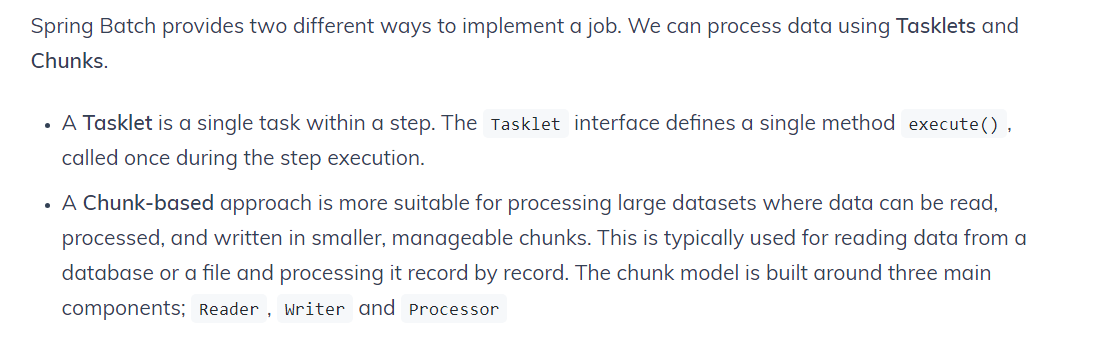 Spring Batch provides two different ways to implement a job. We can process data using Tasklets and
Chunks.
• A Tasklet is a single task within a step. The Tasklet interface defines a single method execute() ,
called once during the step execution.
• A Chunk-based approach is more suitable for processing large datasets where data can be read,
processed, and written in smaller, manageable chunks. This is typically used for reading data from a
database or a file and processing it record by record. The chunk model is built around three main
components; Reader , Writer and Processor